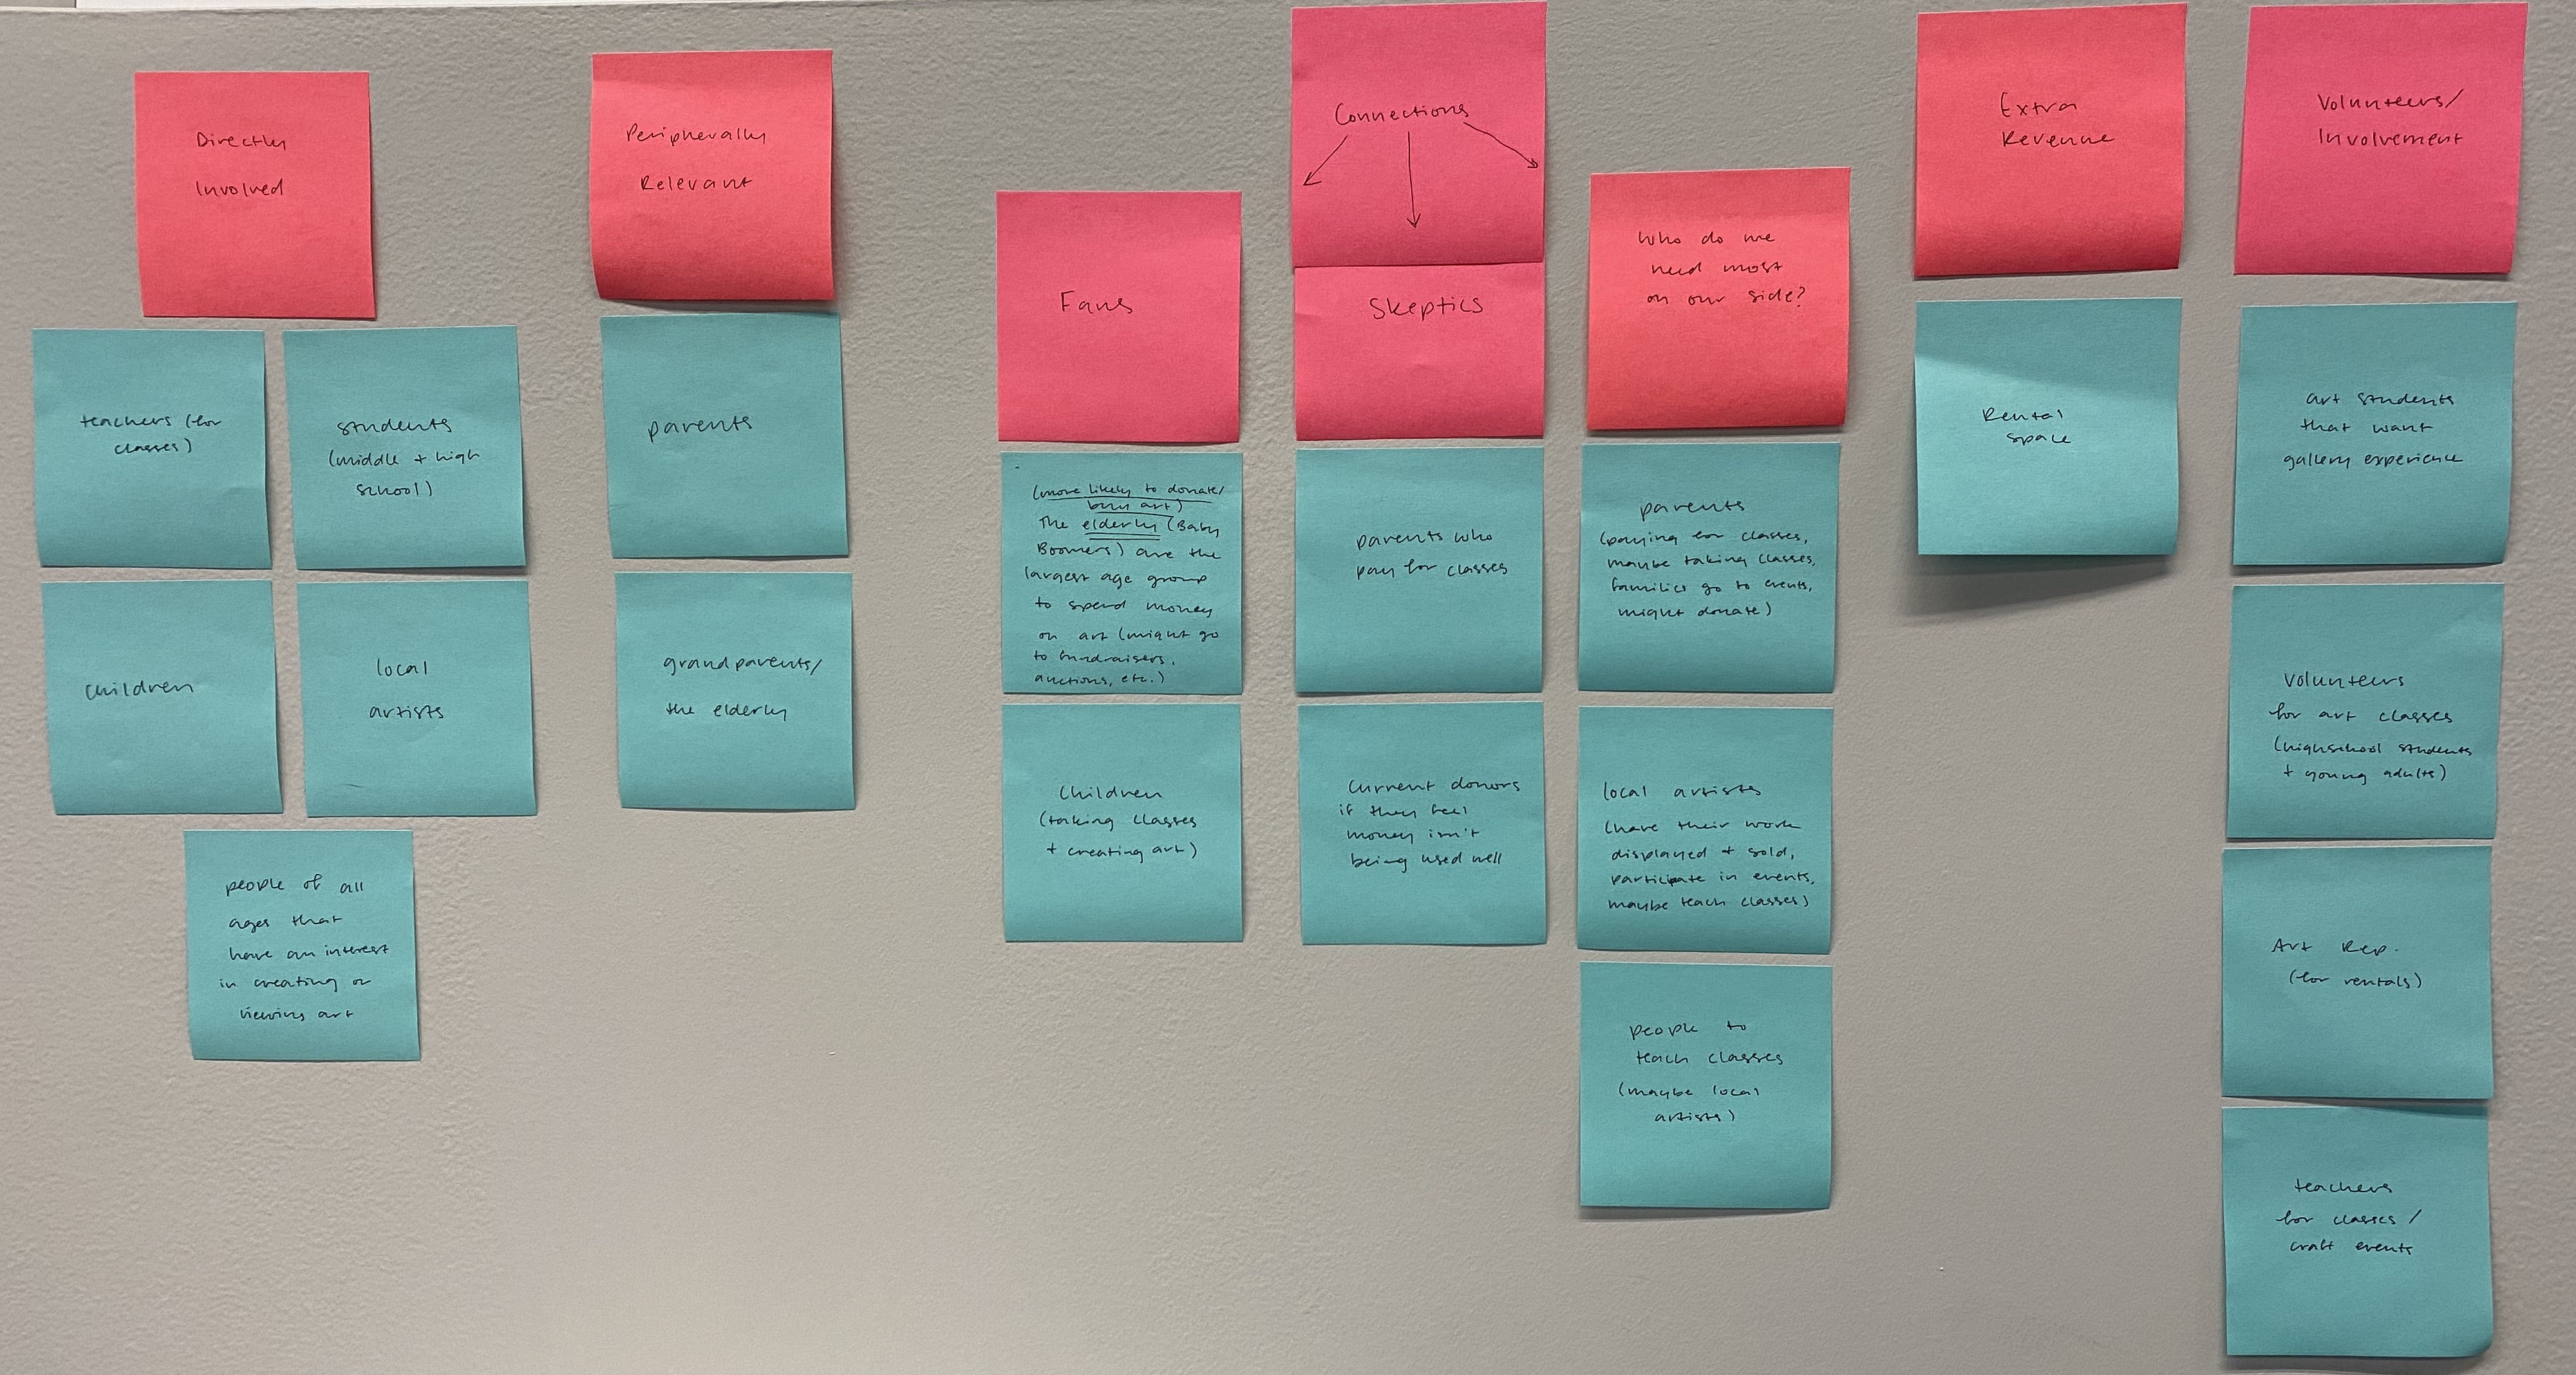 Directly
Involved
teachers (for
classes)
students
(middle + high
school)
children
local
artists
people of all
ages that
have an interest
in creating or
viewing art
Peripherally
Relevant
parents
grandparents/
the elderly
Connections
Fans
(more likely to donate/
buy art)
The elderly (Baby
Boomers) are the
largest age group
to spend money
on art (might go
to fundraisers,
auctions, etc.)
children
(taking classes
+ creating art)
Skeptics
parents who
pay for classes
current donors
if they feel
money isn't
being used well
Who do we
need most
on our side?
parents
(paying for classes,
maybe taking classes,
families go to events,
might donate)
local artists
(have their work
displayed + sold,
participate in events,
maybe teach classes)
people to
teach classes
(maybe local
artists)
Extra
Revenue
Rental
space
Volunteers/
Involvement
art students
that want
gallery experience
volunteers
for art classes
(highschool students
+ young adults)
Art Rep.
(for rentals)
teachers
for classes/
craft events